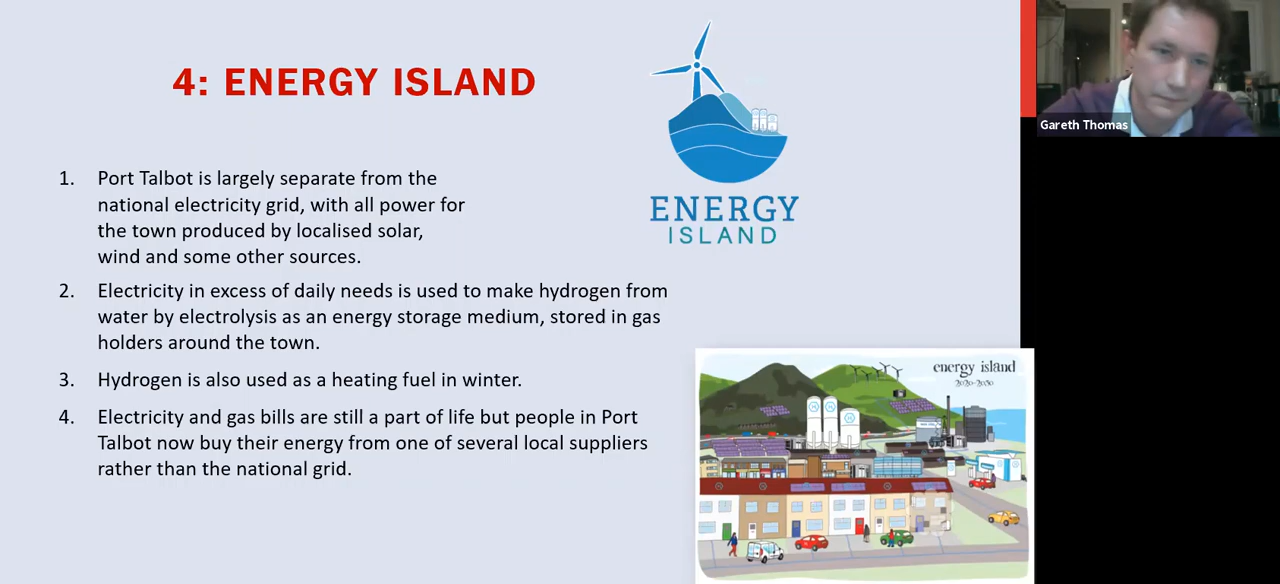 4: ENERGY ISLAND
Gareth Thomas
1. Port Talbot is largely separate from the
national electricity grid, with all power for
the town produced by localised solar,
wind and some other sources.
ENERGY
ISLAND
2. Electricity in excess of daily needs is used to make hydrogen from
water by electrolysis as an energy storage medium, stored in gas
holders around the town.
3. Hydrogen is also used as a heating fuel in winter.
4 Electricity and gas bills are still a part of life but people in Port
Talbot now buy their energy from one of several local suppliers
rather than the national grid.
energy island
2020-2050